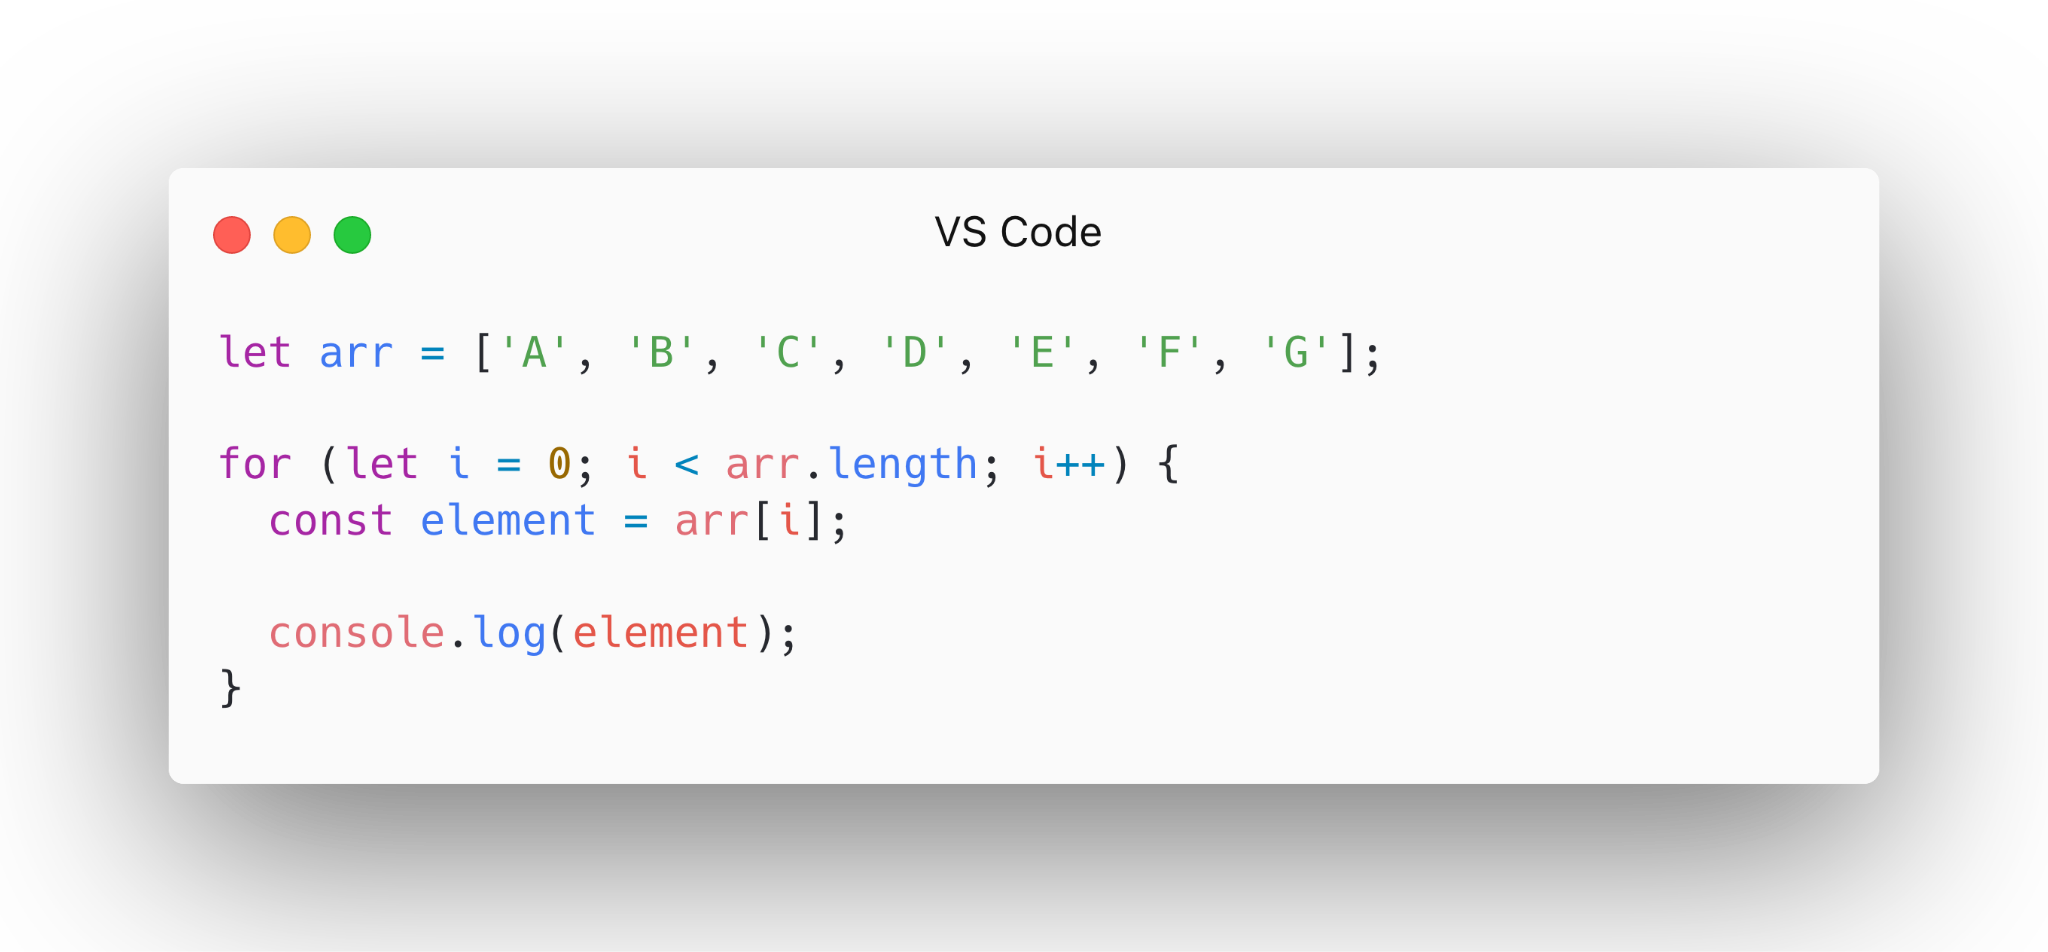 VS Code
let arr = ['A', 'B', 'C', 'D', 'E', 'F', 'G'];
for (let i = 0; i < arr.length; i++) {
  const element = arr[i];
  console.log(element);
}